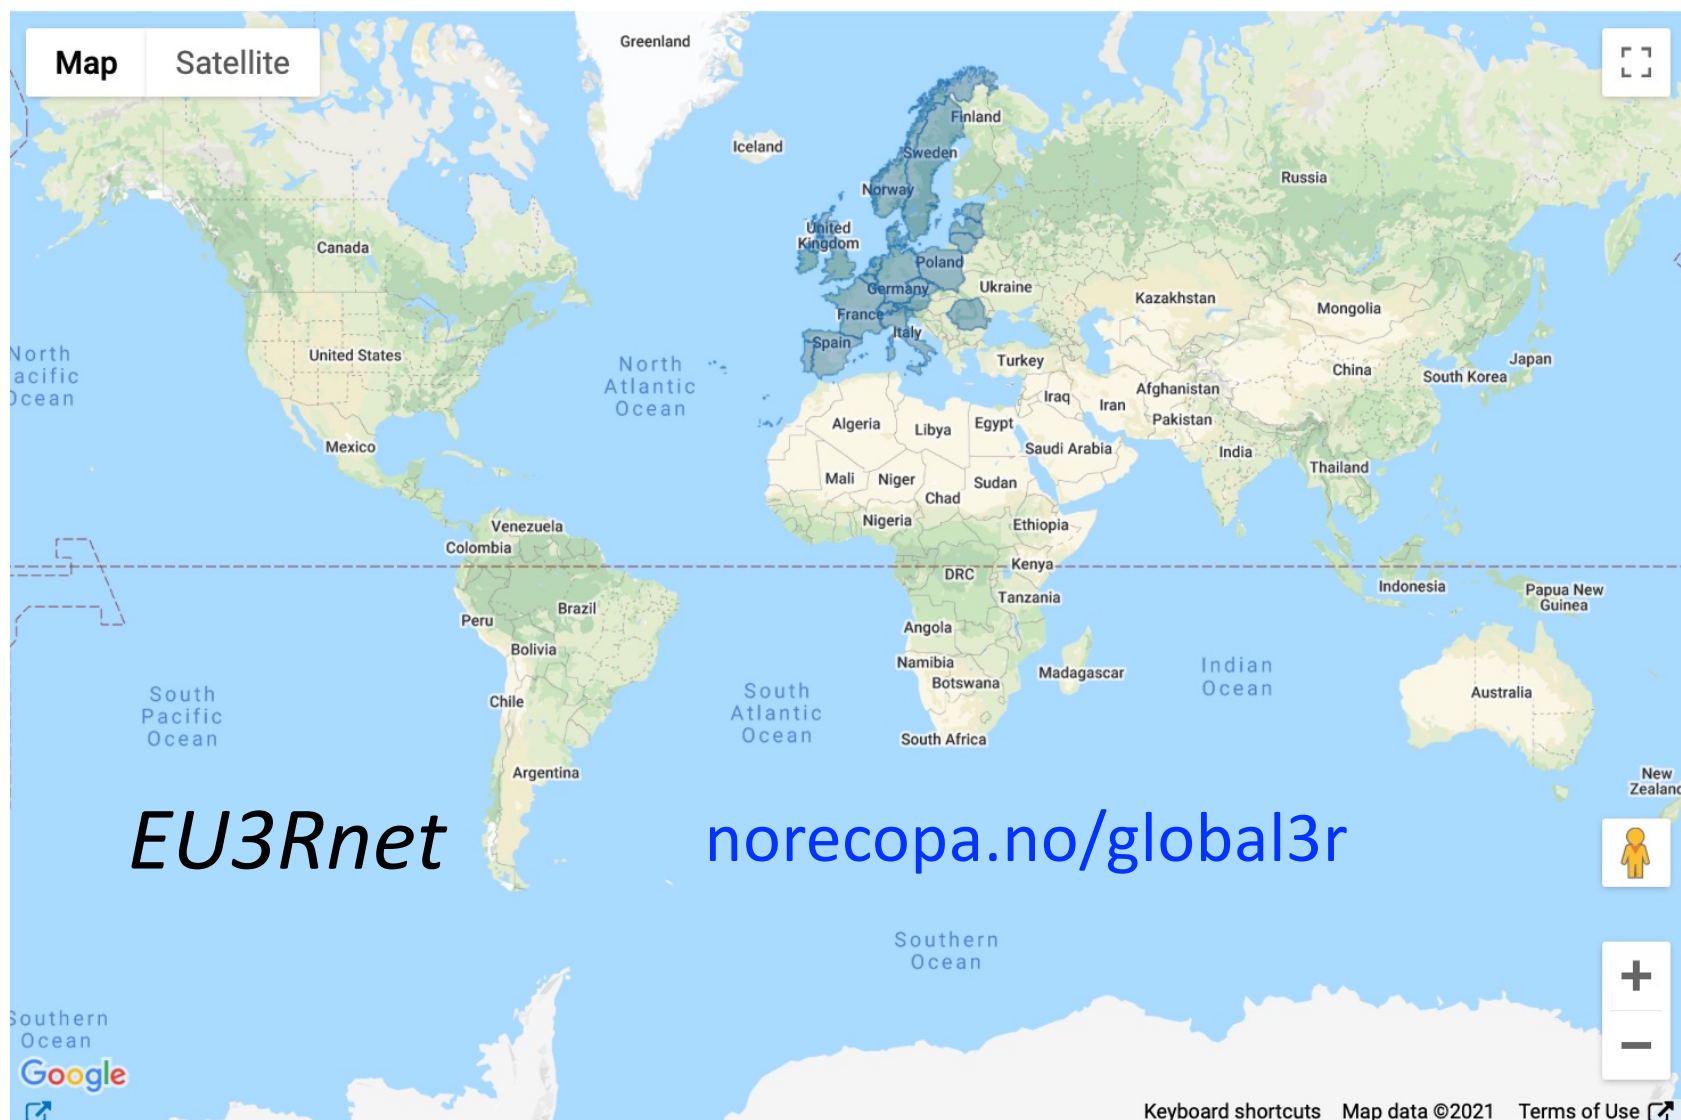 Map
Satellite
Greenland
Finland
Iceland
Sweden
Russia
Norway
United
Kingdom
Canada
Poland
Ukraine
Germany
Kazakhstan
Mongolia
France
Italy
Spain
United States
North
Atlantic
Ocean
North
acific
cean
Turkey
Japan
China
South Korea
Afghanistan
Iraq
Iran
Pakistan
Algeria
Libya
Egypt
Saudi Arabia
India
Mexico
Thailand
Mali
Niger
Chad
Sudan
Nigeria
Ethiopia
Venezuela
Colombia
DRC
Kenya
Indonesia
Papua New
Guinea
Tanzania
Brazil
Peru
Angola
Bolivia
Namibia
Botswana
Madagascar
Indian
Ocean
Australia
South
Pacific
Ocean
Chile
South
Atlantic
Ocean
South Africa
Argentina
New
Zealand
EU3Rnet
norecopa.no/global3r
Southern
Ocean
Southern
Ocean
Google
Keyboard shortcuts
Map data ©2021
Terms of Use